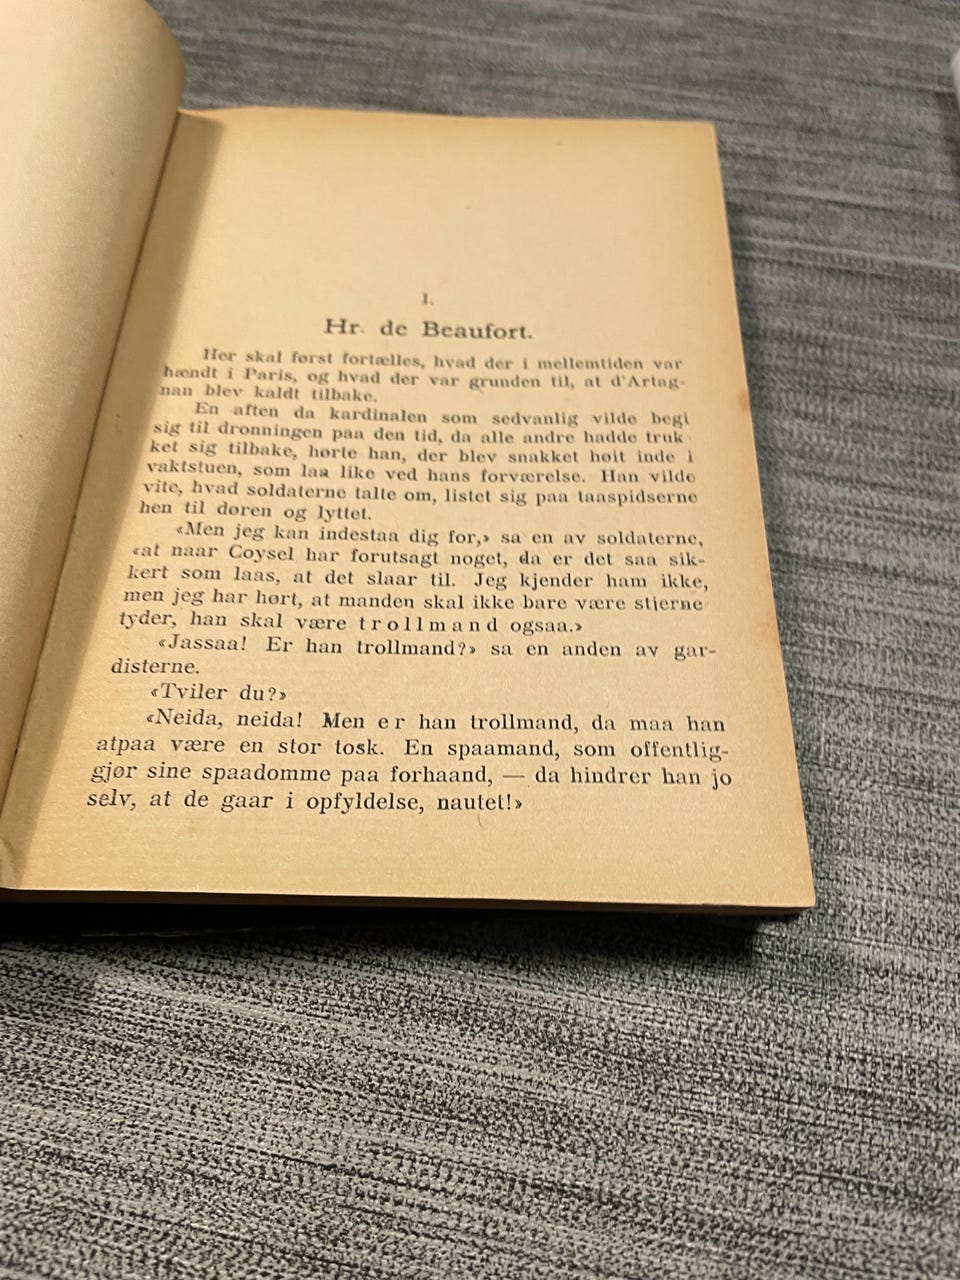 I.
Hr. de Beaufort.
Her skal først fortælles, hvad der i mellemtiden var
hændt i Paris, og hvad der var grunden til, at d'Artag-
nan blev kaldt tilbake.
En aften da kardinalen som sedvanlig vilde begi
sig til dronningen paa den tid, da alle andre hadde truk-
ket sig tilbake, hørte han, der blev snakket høit inde i
vaktstuen, som laa like ved hans forværelse. Han vilde
vite, hvad soldaterne talte om, listet sig paa taaspidserne
hen til døren og lyttet.
«Men jeg kan indestaa dig for,» sa en av soldaterne,
«at naar Coysel har forutsagt noget, da er det saa sik-
kert som laas, at det slaar til. Jeg kjender ham ikke,
men jeg har hørt, at manden skal ikke bare være stjerne
tyder, han skal være trollmand ogsaa.»
«Jassaa! Er han trollmand?» sa en anden av gar-
disterne.
«Tviler du?»
«Neida, neida! Men er han trollmand, da maa han
atpaa være en stor tosk. En spaamand, som offentlig-
gjør sine spaadomme paa forhaand, — da hindrer han jo
selv, at de gaar i opfyldelse, nautet!»